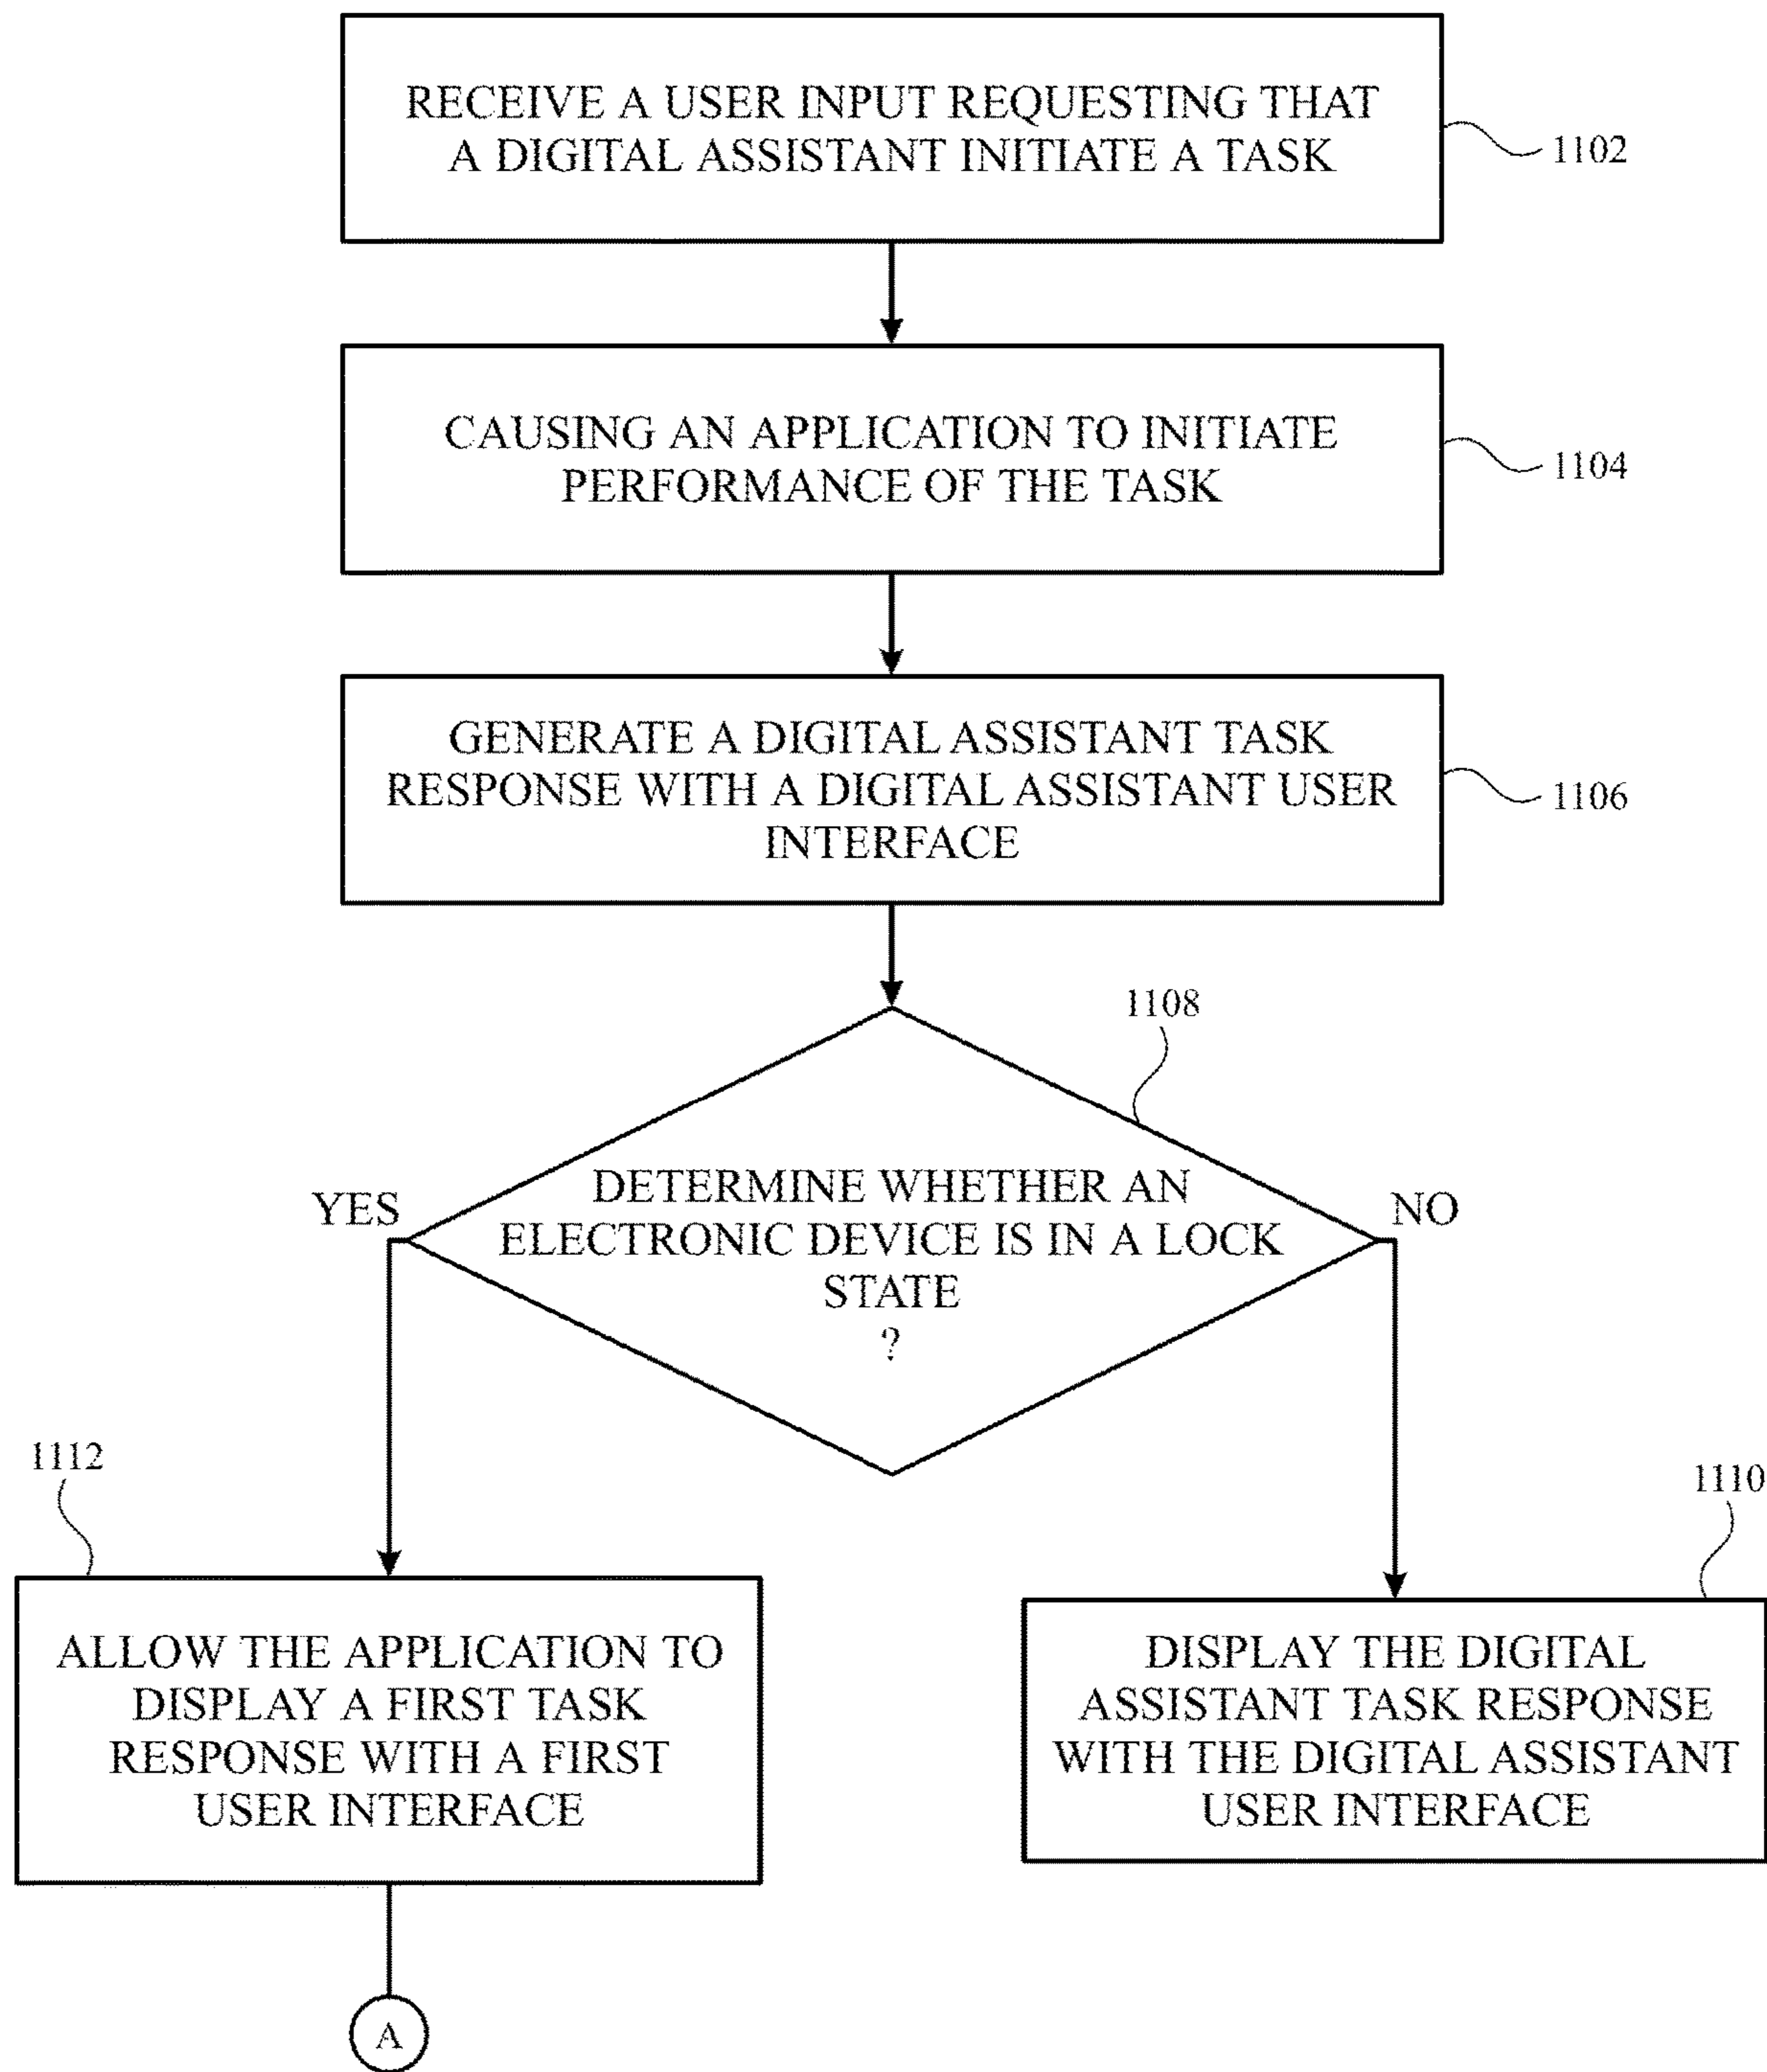 RECEIVE A USER INPUT REQUESTING THAT
A DIGITAL ASSISTANT INITIATE A TASK
1102
CAUSING AN APPLICATION TO INITIATE
PERFORMANCE OF THE TASK
1104
GENERATE A DIGITAL ASSISTANT TASK
RESPONSE WITH A DIGITAL ASSISTANT USER
INTERFACE
1106
1108
DETERMINE WHETHER AN
ELECTRONIC DEVICE IS IN A LOCK
STATE
?
YES
NO
1112
ALLOW THE APPLICATION TO
DISPLAY A FIRST TASK
RESPONSE WITH A FIRST
USER INTERFACE
1110
DISPLAY THE DIGITAL
ASSISTANT TASK RESPONSE
WITH THE DIGITAL ASSISTANT
USER INTERFACE
A